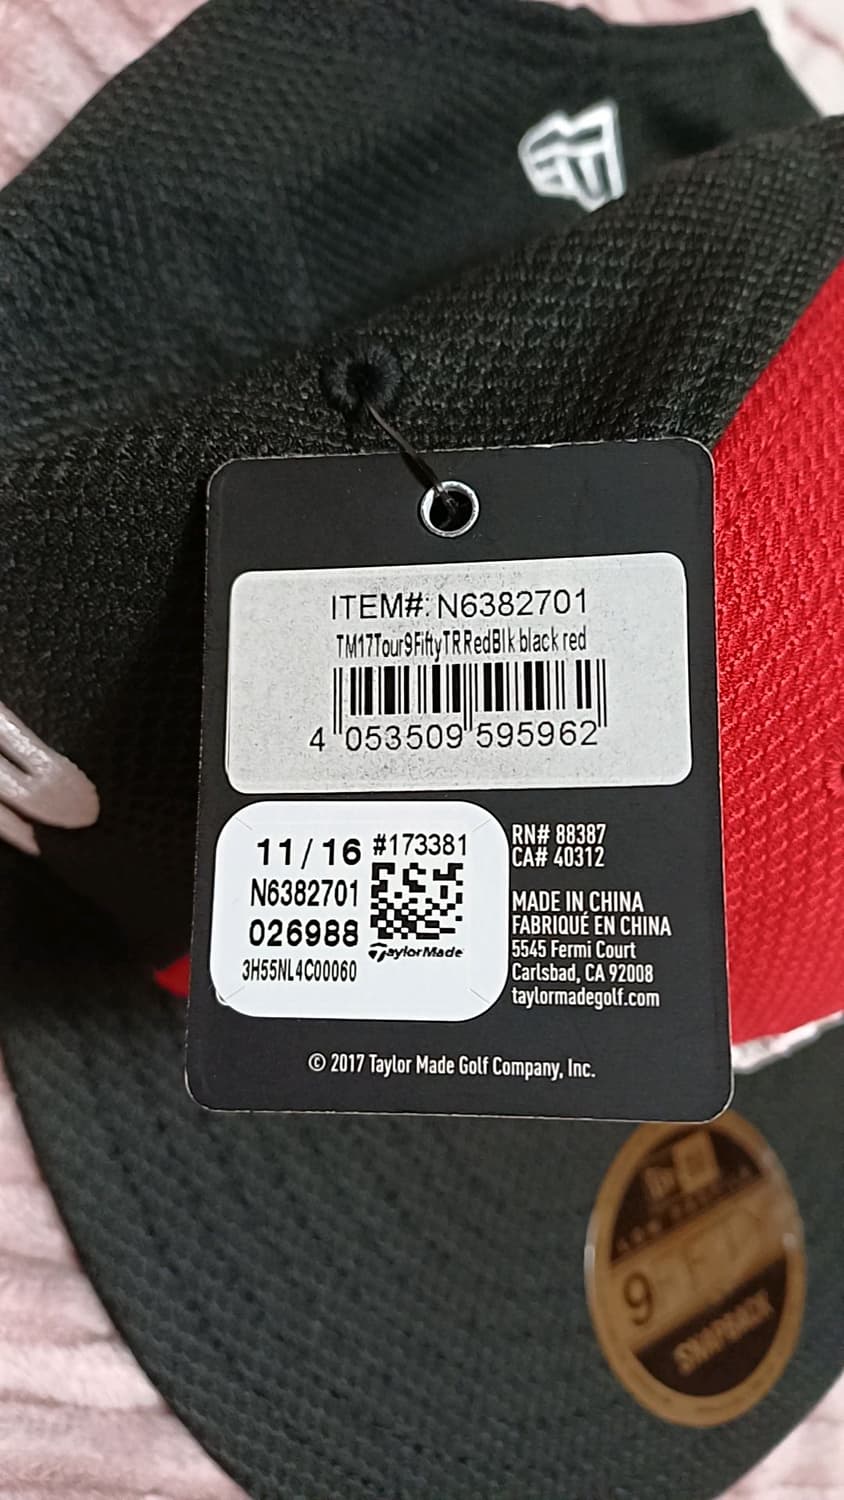 ITEM#: N6382701
TM17Tour9FiftyTRRedBlk black red
4 053509 595962
11/16 #173381
N6382701
026988
TaylorMade
3H55NL4C00060
RN# 88387
CA# 40312
MADE IN CHINA
FABRIQUÉ EN CHINA
5545 Fermi Court
Carlsbad, CA 92008
taylormadegolf.com
© 2017 Taylor Made Golf Company, Inc.
9FIFTY
SNAPBACK